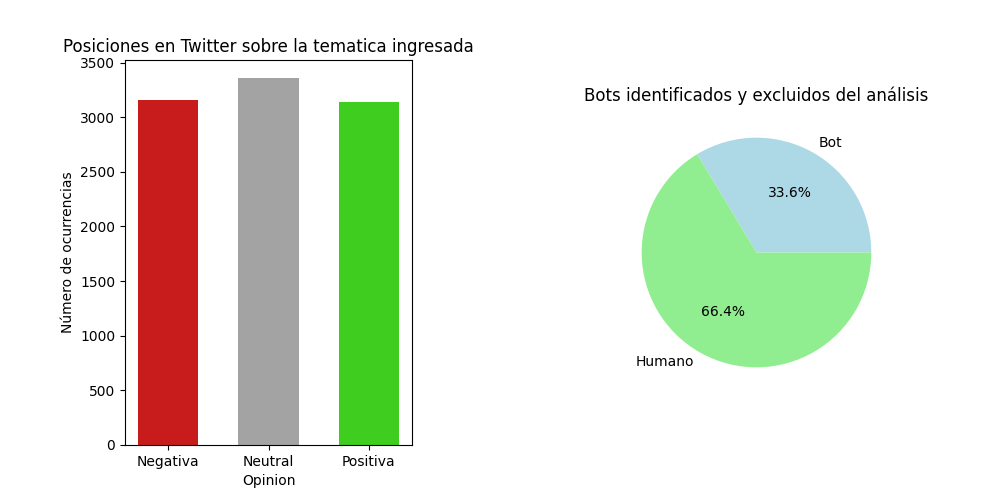 Posiciones en Twitter sobre la tematica ingresada
3500
3000
2500
2000
1500
1000
500
0
Número de ocurrencias
Negativa
Neutral
Positiva
Opinion
Bots identificados y excluidos del análisis
Bot
33.6%
66.4%
Humano